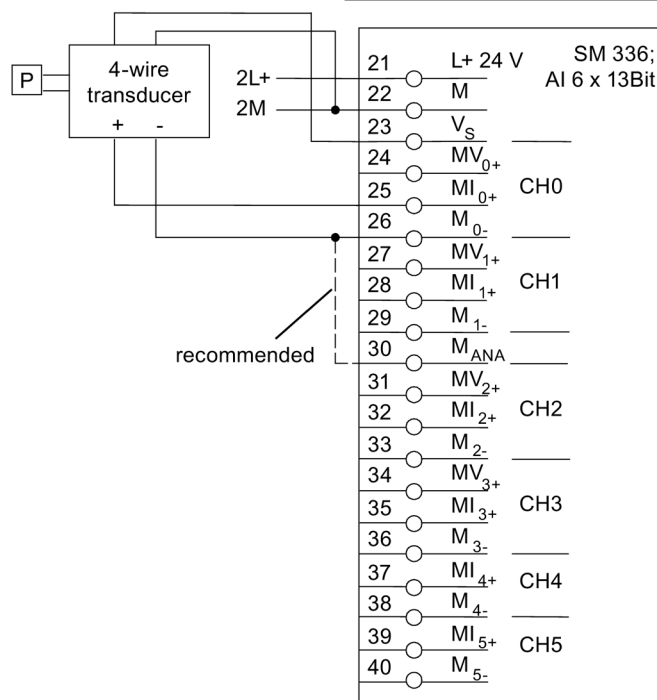 P
4-wire
transducer
+ -
2L+
2M
recommended
SM 336;
AI 6 x 13Bit
21 L+ 24 V
22 M
23 VS
24 MV0+
25 MI0+ CH0
26 M0-
27 MV1+
28 MI1+ CH1
29 M1-
30 MANA
31 MV2+
32 MI2+ CH2
33 M2-
34 MV3+
35 MI3+ CH3
36 M3-
37 MI4+ CH4
38 M4-
39 MI5+ CH5
40 M5-